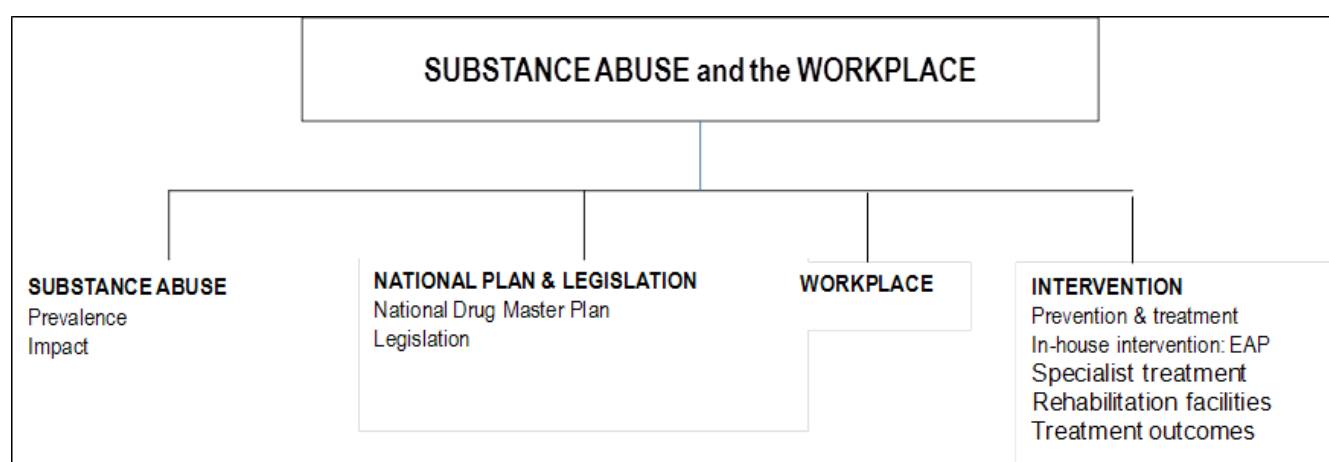 SUBSTANCE ABUSE and the WORKPLACE
SUBSTANCE ABUSE
Prevalence
Impact
NATIONAL PLAN & LEGISLATION
National Drug Master Plan
Legislation
WORKPLACE
INTERVENTION
Prevention & treatment
In-house intervention: EAP
Specialist treatment
Rehabilitation facilities
Treatment outcomes